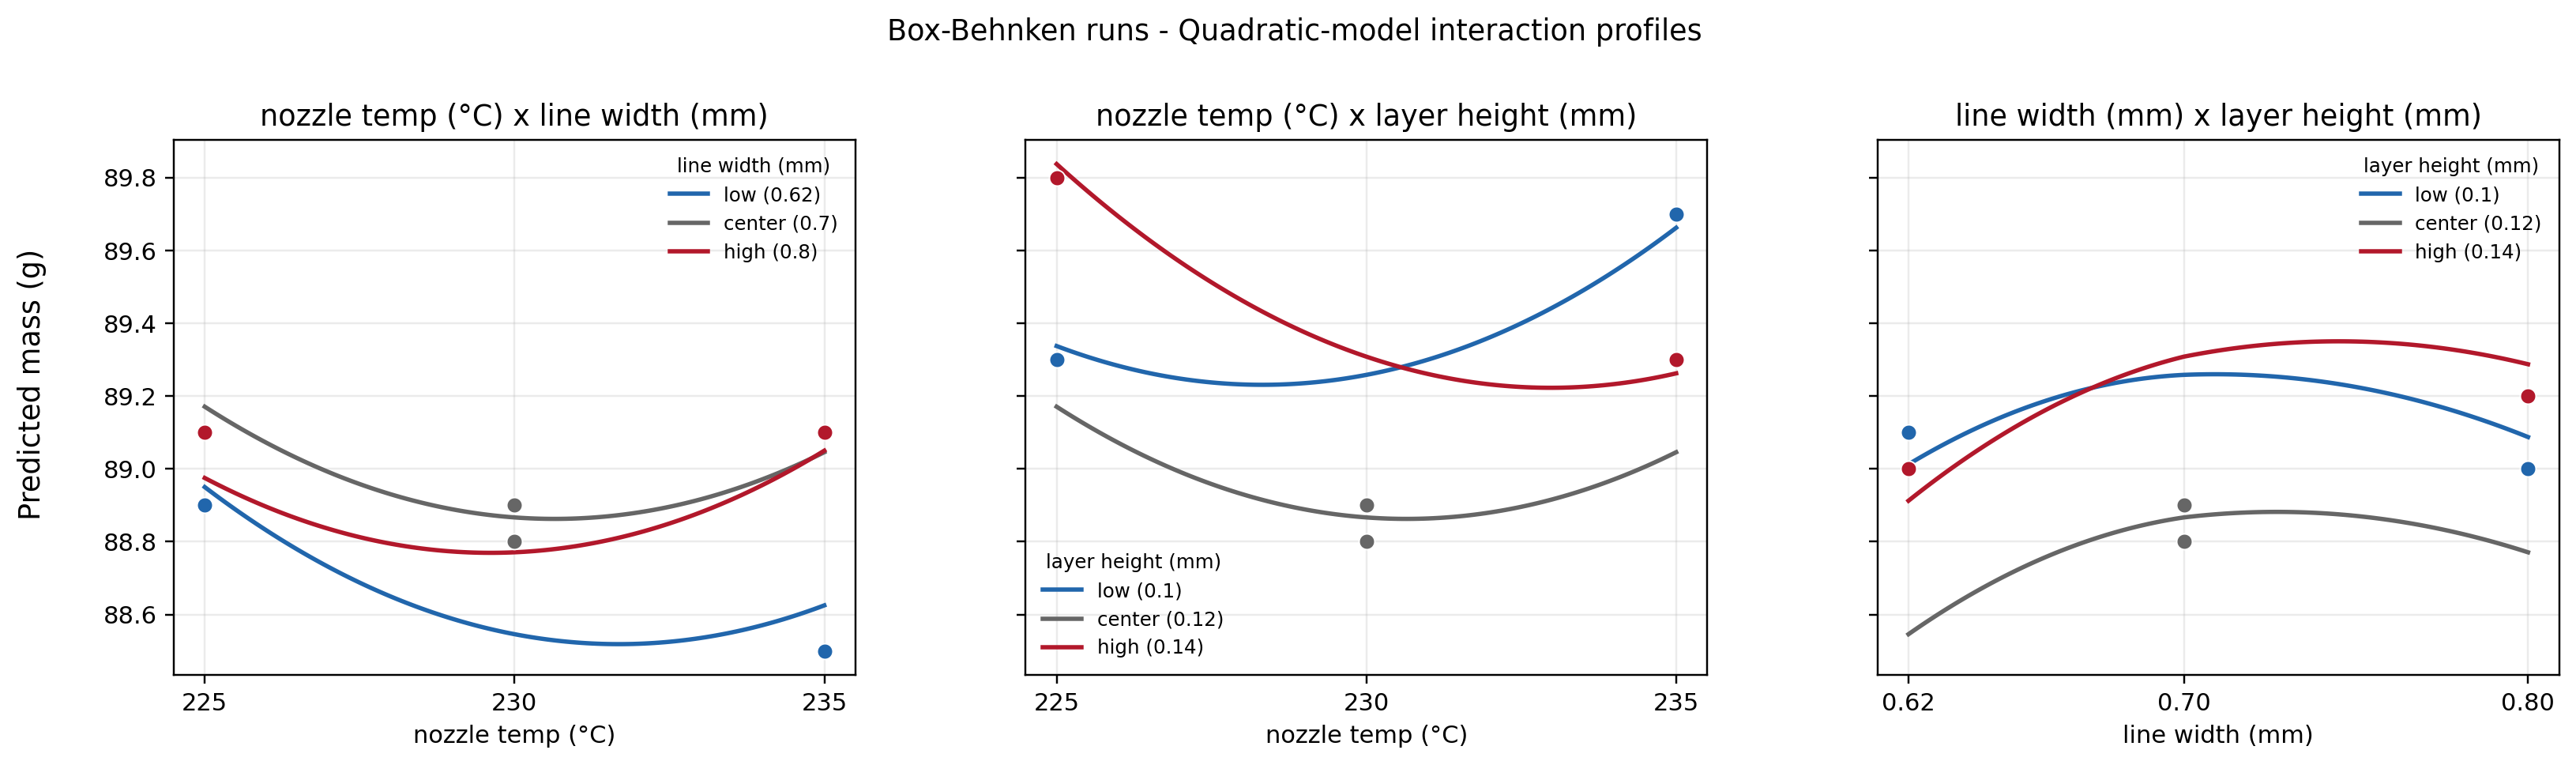 Box-Behnken runs - Quadratic-model interaction profiles
nozzle temp (°C) x line width (mm)
Predicted mass (g)
89.8
89.6
89.4
89.2
89.0
88.8
88.6
line width (mm)
low (0.62)
center (0.7)
high (0.8)
225
230
235
nozzle temp (°C)
nozzle temp (°C) x layer height (mm)
layer height (mm)
low (0.1)
center (0.12)
high (0.14)
225
230
235
nozzle temp (°C)
line width (mm) x layer height (mm)
layer height (mm)
low (0.1)
center (0.12)
high (0.14)
0.62
0.70
0.80
line width (mm)